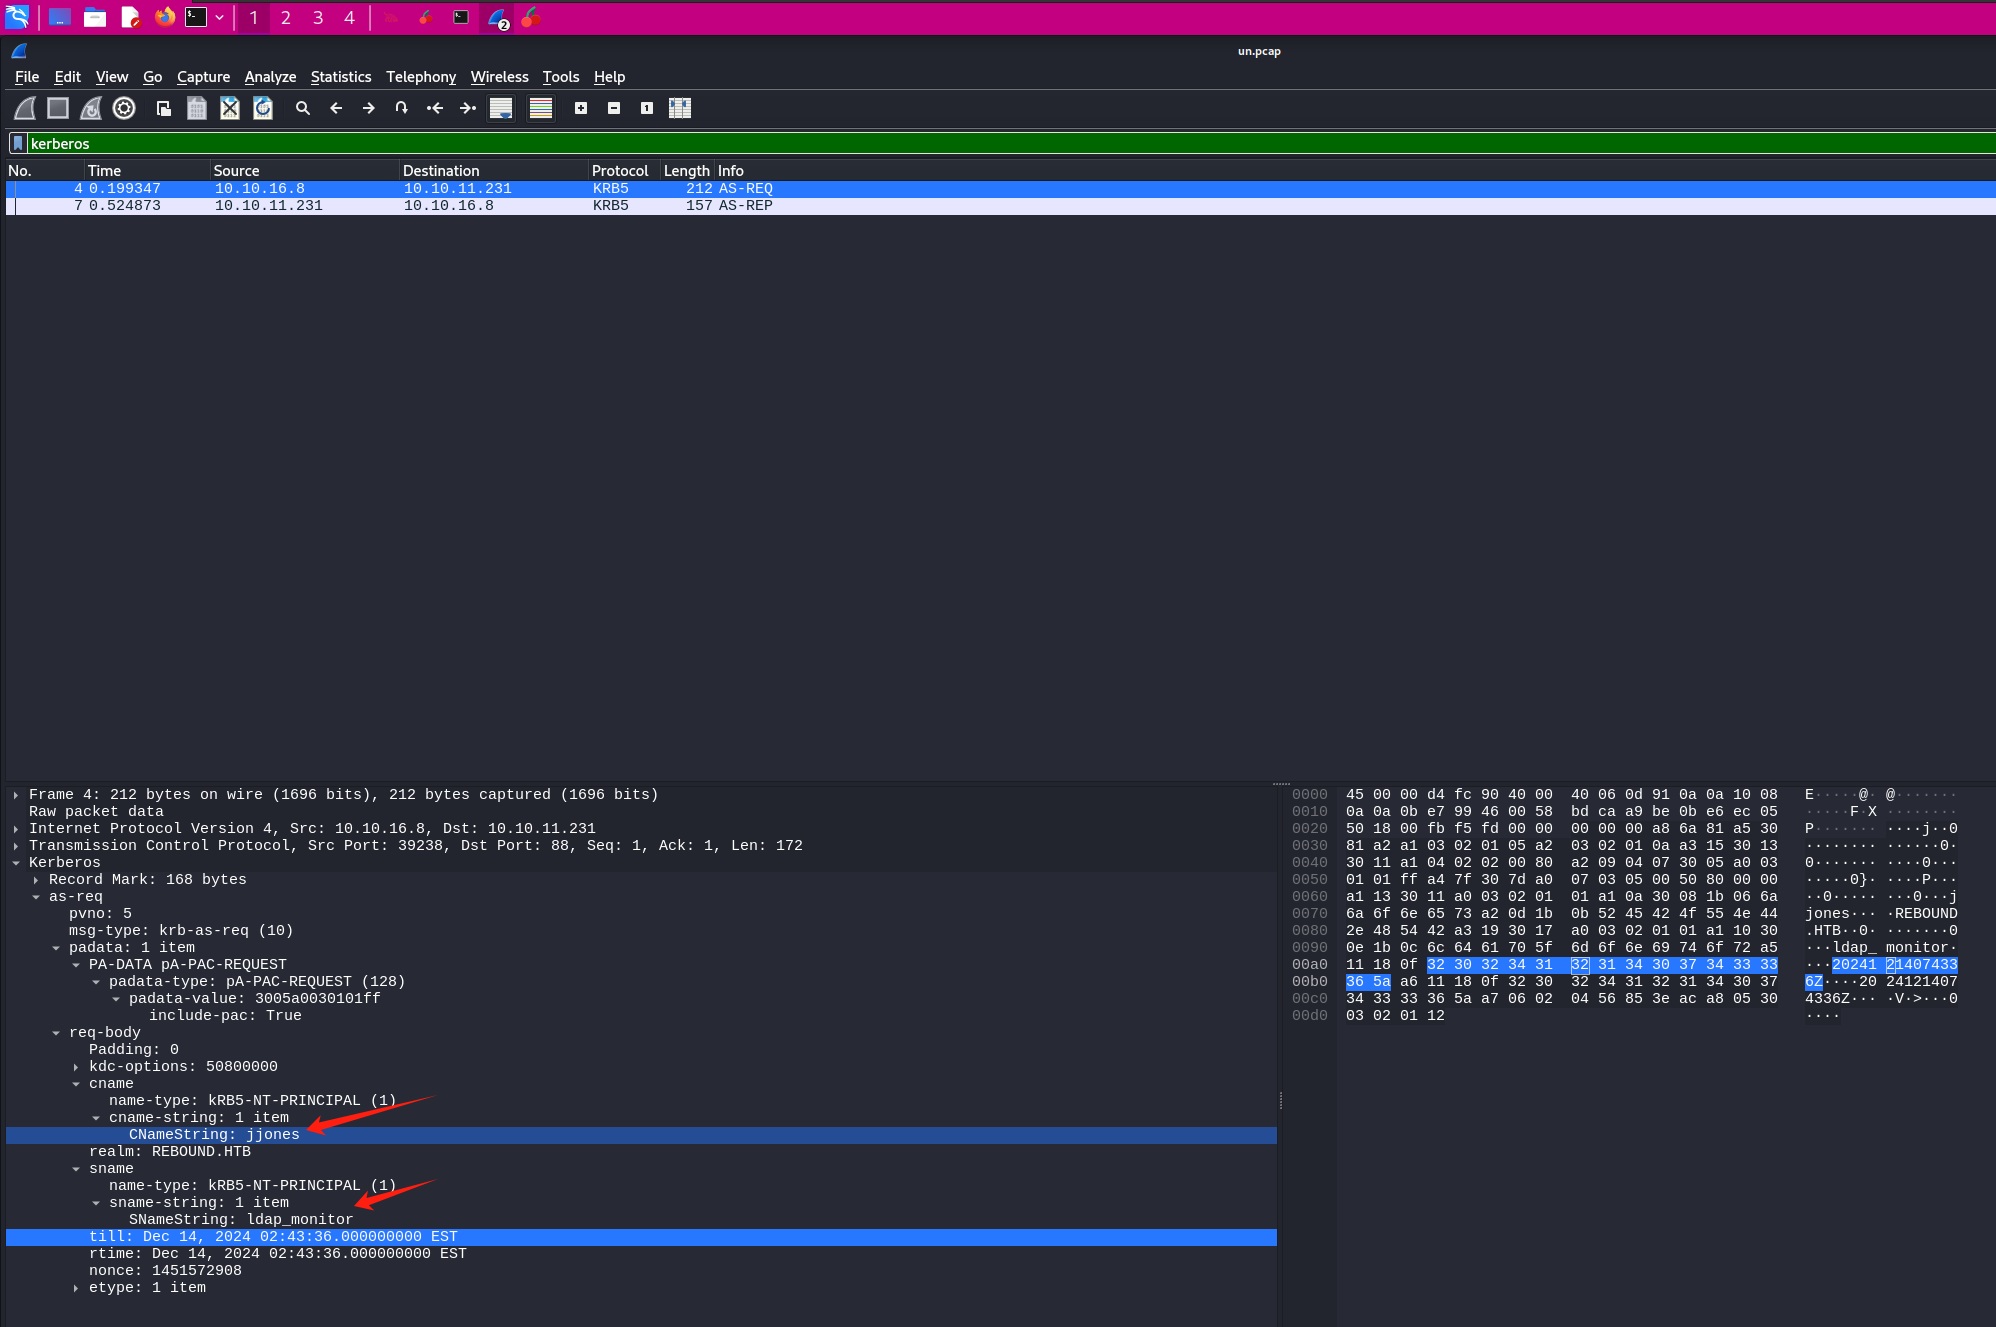 1 2 3 4 2
un.pcap
File Edit View Go Capture Analyze Statistics Telephony Wireless Tools Help
kerberos
No. Time Source Destination Protocol Length Info
4 0.199347 10.10.16.8 10.10.11.231 KRB5 212 AS-REQ
7 0.524873 10.10.11.231 10.10.16.8 KRB5 157 AS-REP
Frame 4: 212 bytes on wire (1696 bits), 212 bytes captured (1696 bits)
Raw packet data
Internet Protocol Version 4, Src: 10.10.16.8, Dst: 10.10.11.231
Transmission Control Protocol, Src Port: 39238, Dst Port: 88, Seq: 1, Ack: 1, Len: 172
Kerberos
Record Mark: 168 bytes
as-req
pvno: 5
msg-type: krb-as-req (10)
padata: 1 item
PA-DATA pA-PAC-REQUEST
padata-type: pA-PAC-REQUEST (128)
padata-value: 3005a0030101ff
include-pac: True
req-body
Padding: 0
kdc-options: 50800000
cname
name-type: kRB5-NT-PRINCIPAL (1)
cname-string: 1 item
CNameString: jjones
realm: REBOUND.HTB
sname
name-type: kRB5-NT-PRINCIPAL (1)
sname-string: 1 item
SNameString: ldap_monitor
till: Dec 14, 2024 02:43:36.000000000 EST
rtime: Dec 14, 2024 02:43:36.000000000 EST
nonce: 1451572908
etype: 1 item
0000 45 00 00 d4 fc 90 40 00 40 06 0d 91 0a 0a 10 08 E·····@· @·······
0010 0a 0a 0b e7 99 46 00 58 bd ca a9 be 0b e6 ec 05 ·····F·X ········
0020 50 18 00 fb f5 fd 00 00 00 00 00 a8 6a 81 a5 30 P······· ····j··0
0030 81 a2 a1 03 02 01 05 a2 03 02 01 0a a3 15 30 13 ········ ······0·
0040 30 11 a1 04 02 02 00 80 a2 09 04 07 30 05 a0 03 0······· ····0···
0050 01 01 ff a4 7f 30 7d a0 07 03 05 00 50 80 00 00 ·····0}· ····P···
0060 a1 13 30 11 a0 03 02 01 01 a1 0a 30 08 1b 06 6a ··0····· ···0···j
0070 6a 6f 6e 65 73 a2 0d 1b 0b 52 45 42 4f 55 4e 44 jones··· ·REBOUND
0080 2e 48 54 42 a3 19 30 17 a0 03 02 01 01 a1 10 30 .HTB··0· ·······0
0090 0e 1b 0c 6c 64 61 70 5f 6d 6f 6e 69 74 6f 72 a5 ···ldap_ monitor·
00a0 11 18 0f 32 30 32 34 31 32 31 34 30 37 34 33 33 ···20241 21407433
00b0 36 5a a6 11 18 0f 32 30 32 34 31 32 31 34 30 37 6Z····20 24121407
00c0 34 33 33 36 5a a7 06 02 04 56 85 3e ac a8 05 30 4336Z··· ·V·>···0
00d0 03 02 01 12 ····